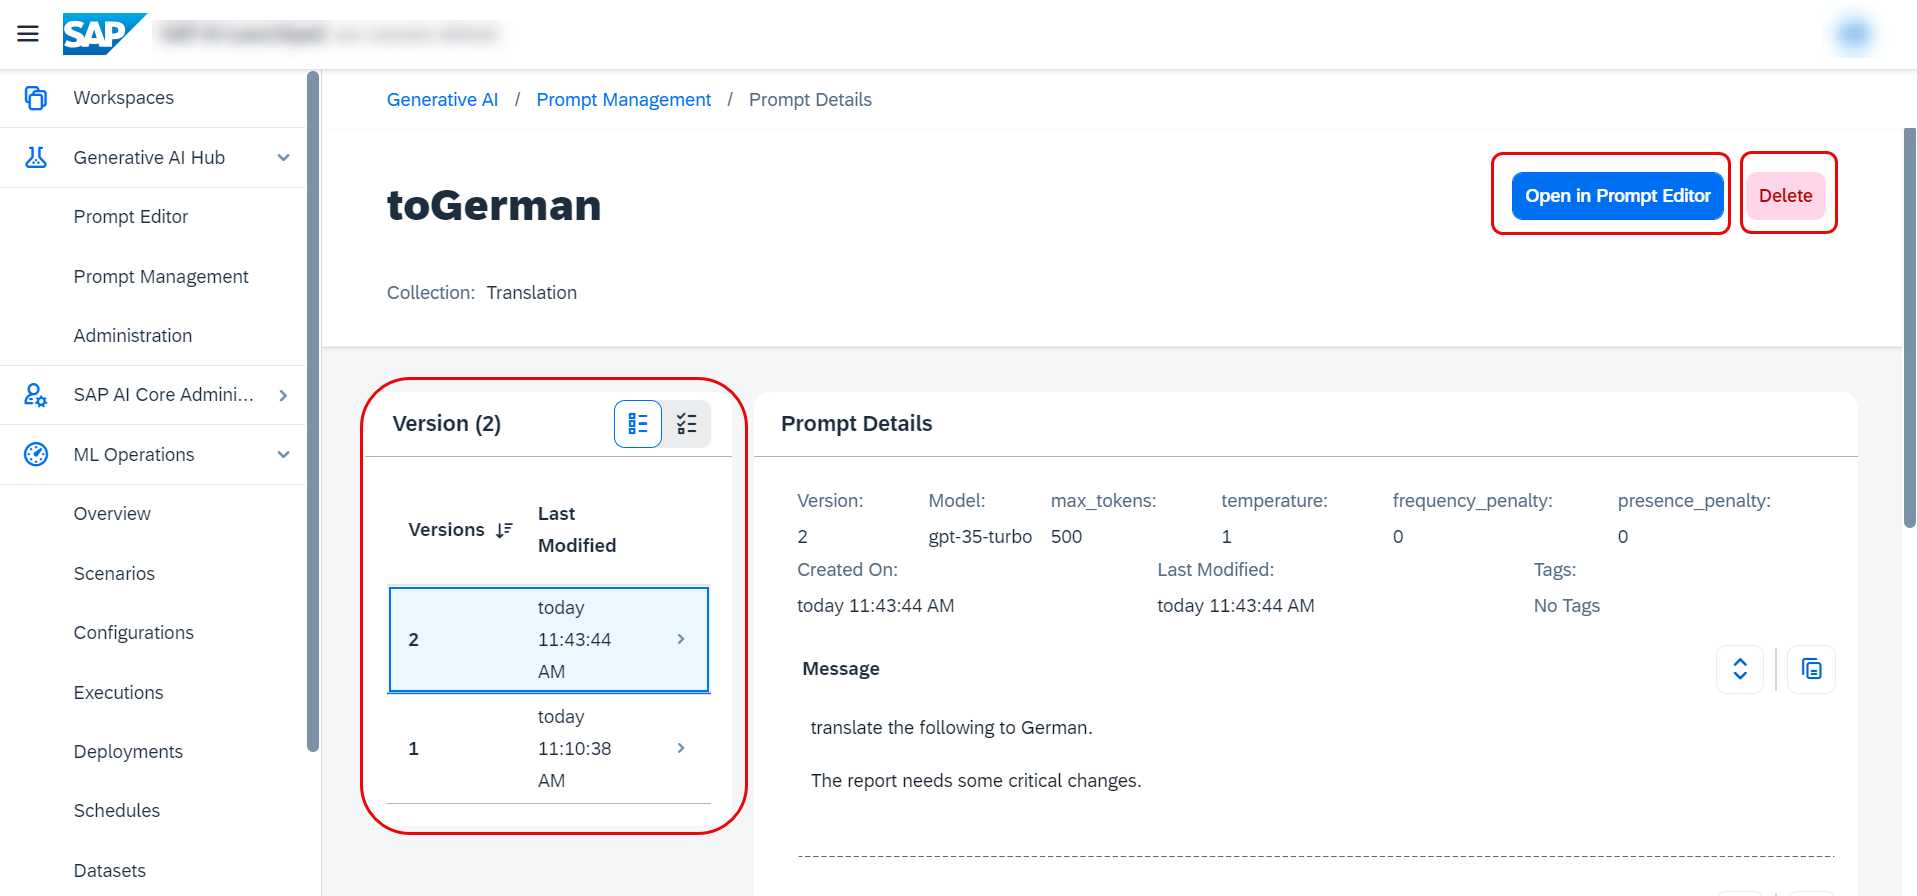 SAP
Workspaces
Generative AI Hub
Prompt Editor
Prompt Management
Administration
SAP AI Core Admini...
ML Operations
Overview
Scenarios
Configurations
Executions
Deployments
Schedules
Datasets
Generative AI / Prompt Management / Prompt Details
toGerman
Open in Prompt Editor
Delete
Collection: Translation
Version (2)
Versions
Last
Modified
2
today
11:43:44
AM
1
today
11:10:38
AM
Prompt Details
Version: Model: max_tokens: temperature: frequency_penalty: presence_penalty:
2 gpt-35-turbo 500 1 0 0
Created On: Last Modified: Tags:
today 11:43:44 AM today 11:43:44 AM No Tags
Message
translate the following to German.
The report needs some critical changes.